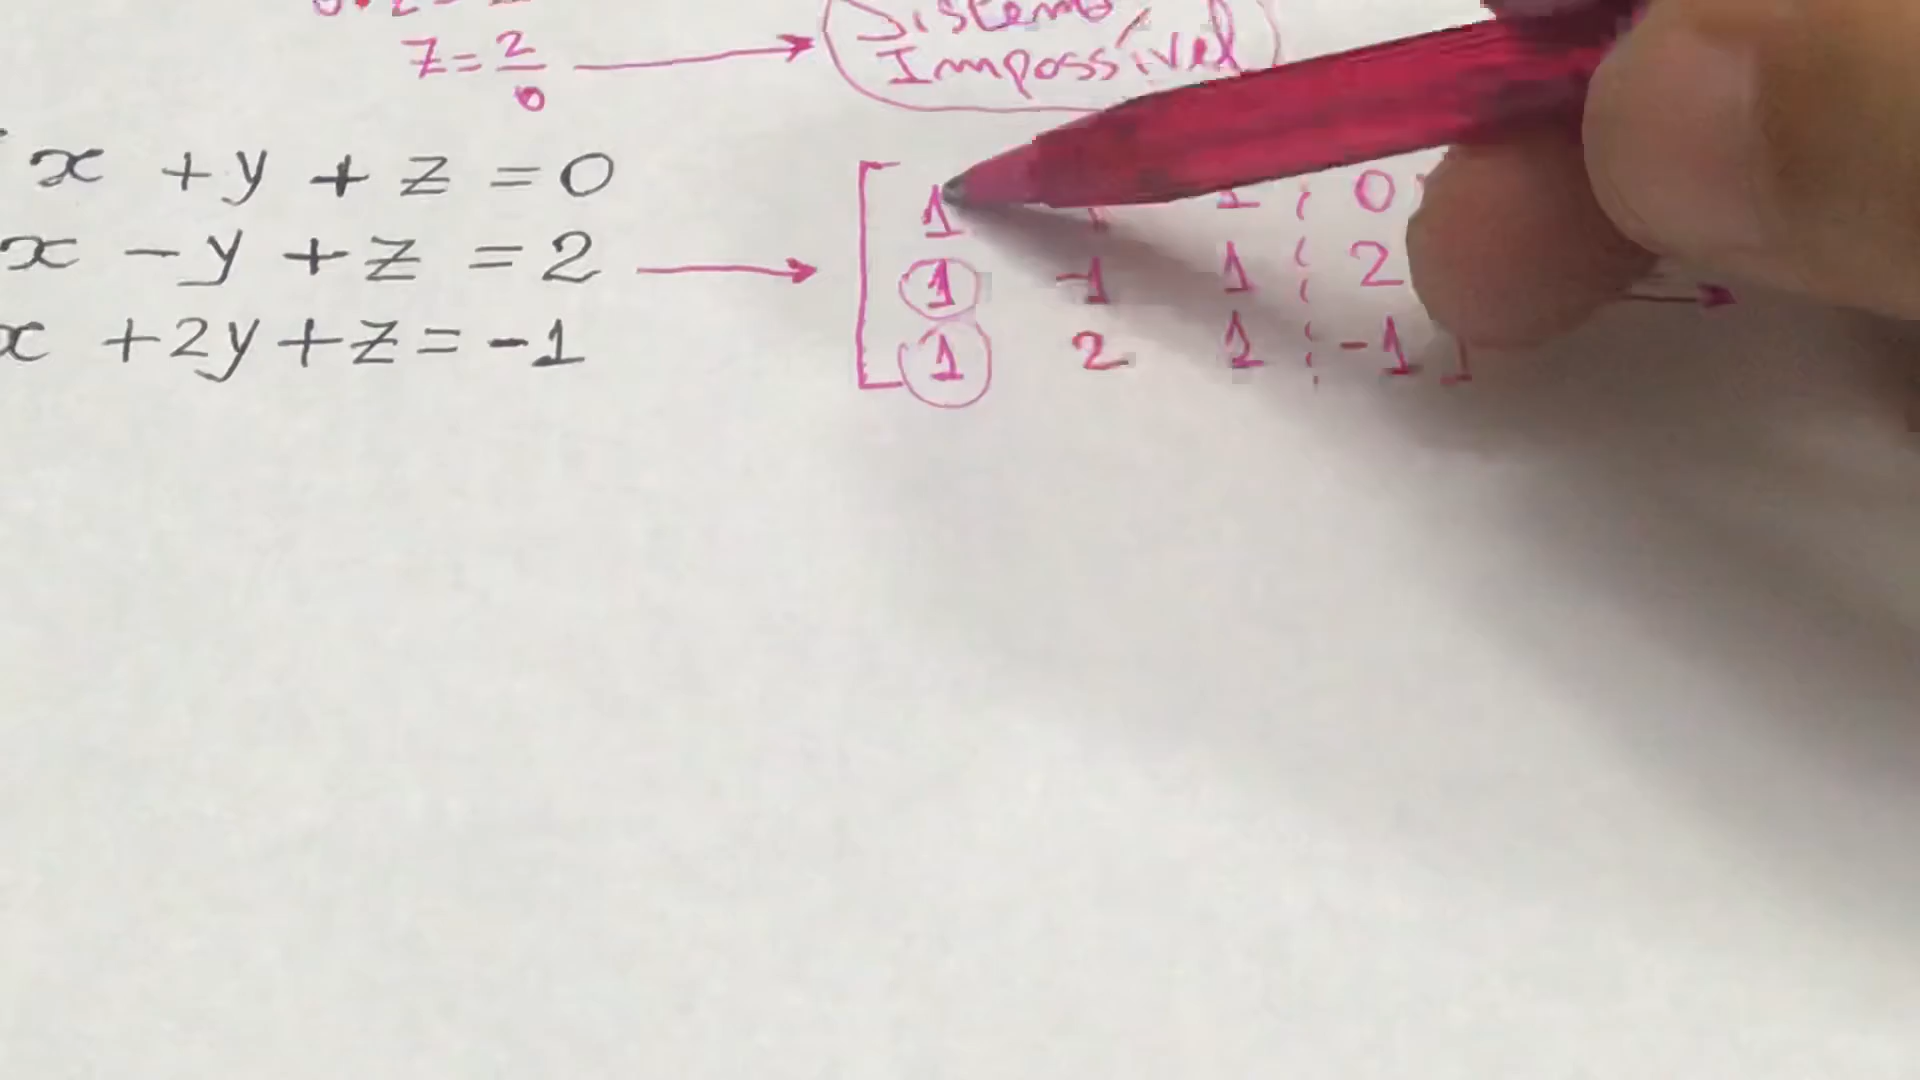 z = 2/0 → Sistema Impossível
x + y + z = 0
x - y + z = 2
x + 2y + z = -1
1 1 1 0
1 -1 1 2
1 2 1 -1